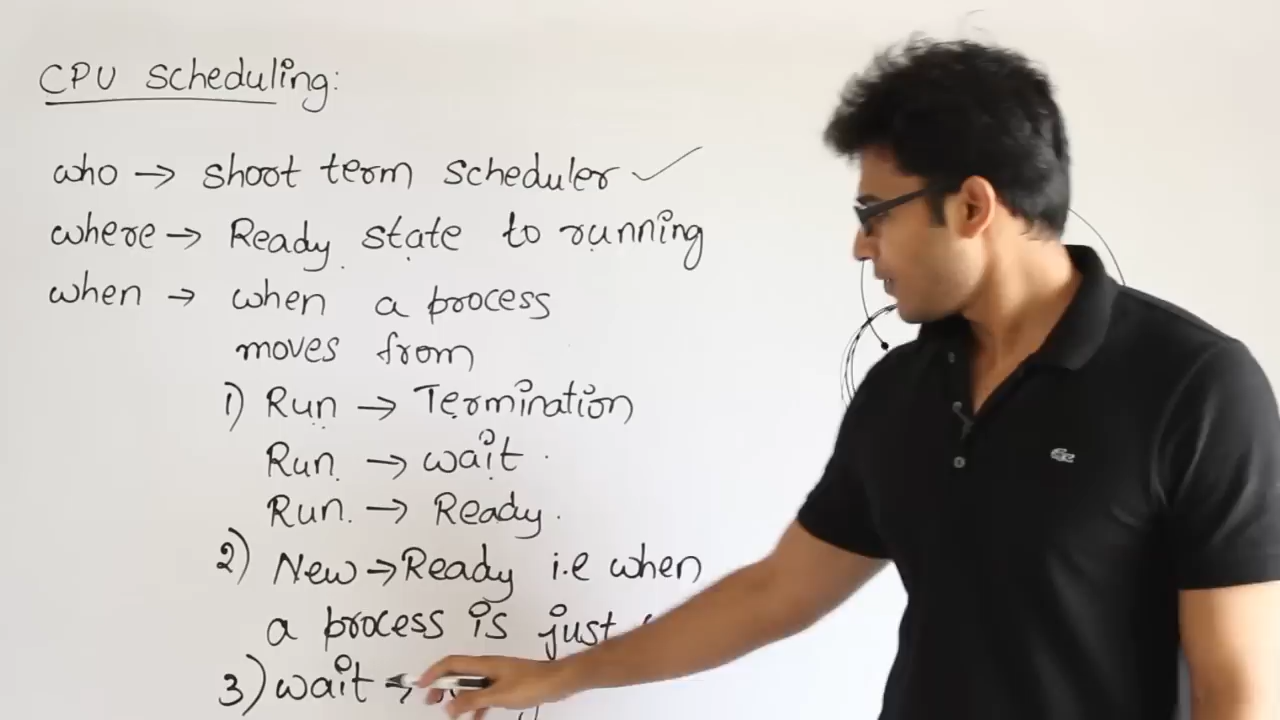 CPU Scheduling:
who → shoot term scheduler ✓
where → Ready state to running
when → when a process
moves from
1) Run → Termination
Run → wait
Run → Ready
2) New → Ready i.e when
a process is just
3) wait →